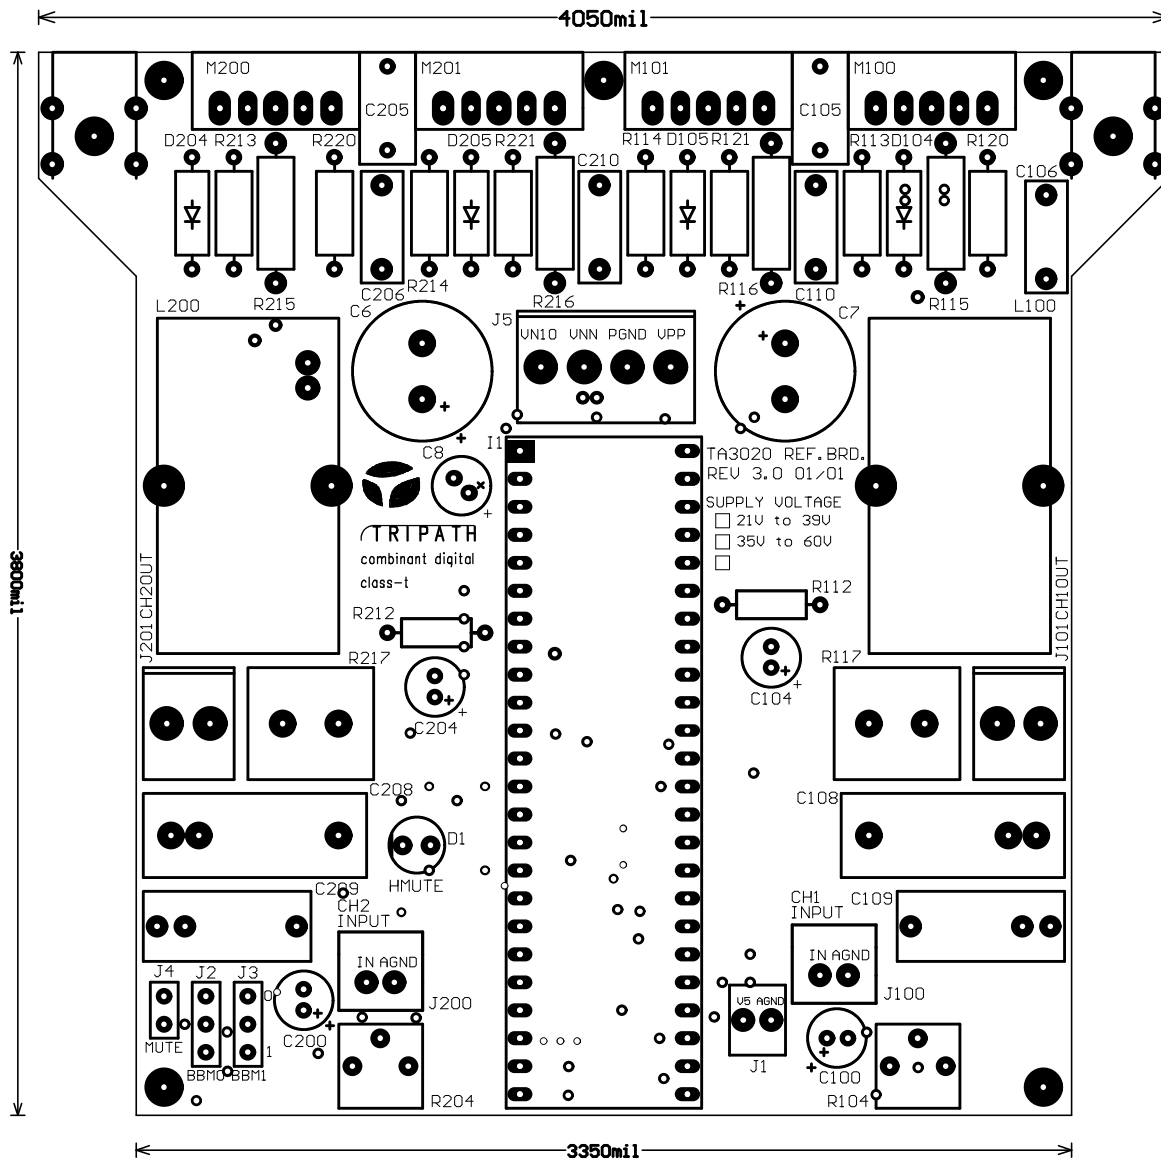 4050mil
M200
M201
M101
M100
C205
C105
D204 R213
R220
D205 R221
R114 D105 R121
R113 D104
R120
C210
C106
R215
C206
R214
R216
R116
C110
R115
L100
L200
C6
J5
C7
VN10 VNN PGND VPP
C8
I1
TA3020 REF.BRD.
REV 3.0 01/01
SUPPLY VOLTAGE
21V to 39V
35V to 60V
TRIPATH
combinant digital
class-t
3800mil
J201 CH2OUT
J101 CH1OUT
R212
R112
R217
R117
C204
C104
C208
C108
D1
HMUTE
C209
CH2
INPUT
CH1
INPUT
C109
IN AGND
IN AGND
J4 J2 J3
0
J200
J100
V5 AGND
C200
MUTE
1
BBM0 BBM1
J1
C100
R204
R104
3350mil